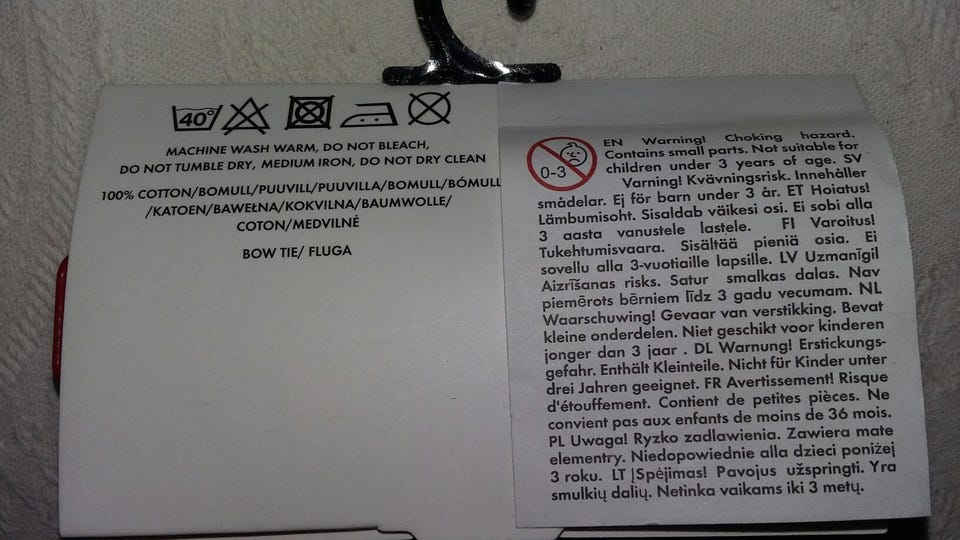 40°
MACHINE WASH WARM, DO NOT BLEACH,
DO NOT TUMBLE DRY, MEDIUM IRON, DO NOT DRY CLEAN
100% COTTON/BOMULL/PUUVILL/PUUVILLA/BOMULL/BÓMULL
/KATOEN/BAWEŁNA/KOKVILNA/BAUMWOLLE/
COTON/MEDVILNĖ
BOW TIE/ FLUGA
0-3
EN Warning! Choking hazard.
Contains small parts. Not suitable for
children under 3 years of age. SV
Varning! Kvävningsrisk. Innehåller
smådelar. Ej för barn under 3 år. ET Hoiatus!
Lämbumisoht. Sisaldab väikesi osi. Ei sobi alla
3 aasta vanustele lastele. FI Varoitus!
Tukehtumisvaara. Sisältää pieniä osia. Ei
sovellu alla 3-vuotiaille lapsille. LV Uzmanīgil
Aizrīšanas risks. Satur smalkas dalas. Nav
piemērots bērniem līdz 3 gadu vecumam. NL
Waarschuwing! Gevaar van verstikking. Bevat
kleine onderdelen. Niet geschikt voor kinderen
jonger dan 3 jaar . DL Warnung! Erstickungs-
gefahr. Enthält Kleinteile. Nicht für Kinder unter
drei Jahren geeignet. FR Avertissement! Risque
d'étouffement. Contient de petites pièces. Ne
convient pas aux enfants de moins de 36 mois.
PL Uwaga! Ryzko zadlawienia. Zawiera mate
elementry. Niedopowiednie alla dzieci poniżej
3 roku. LT ĮSpėjimas! Pavojus užspringti. Yra
smulkių dalių. Netinka vaikams iki 3 metų.